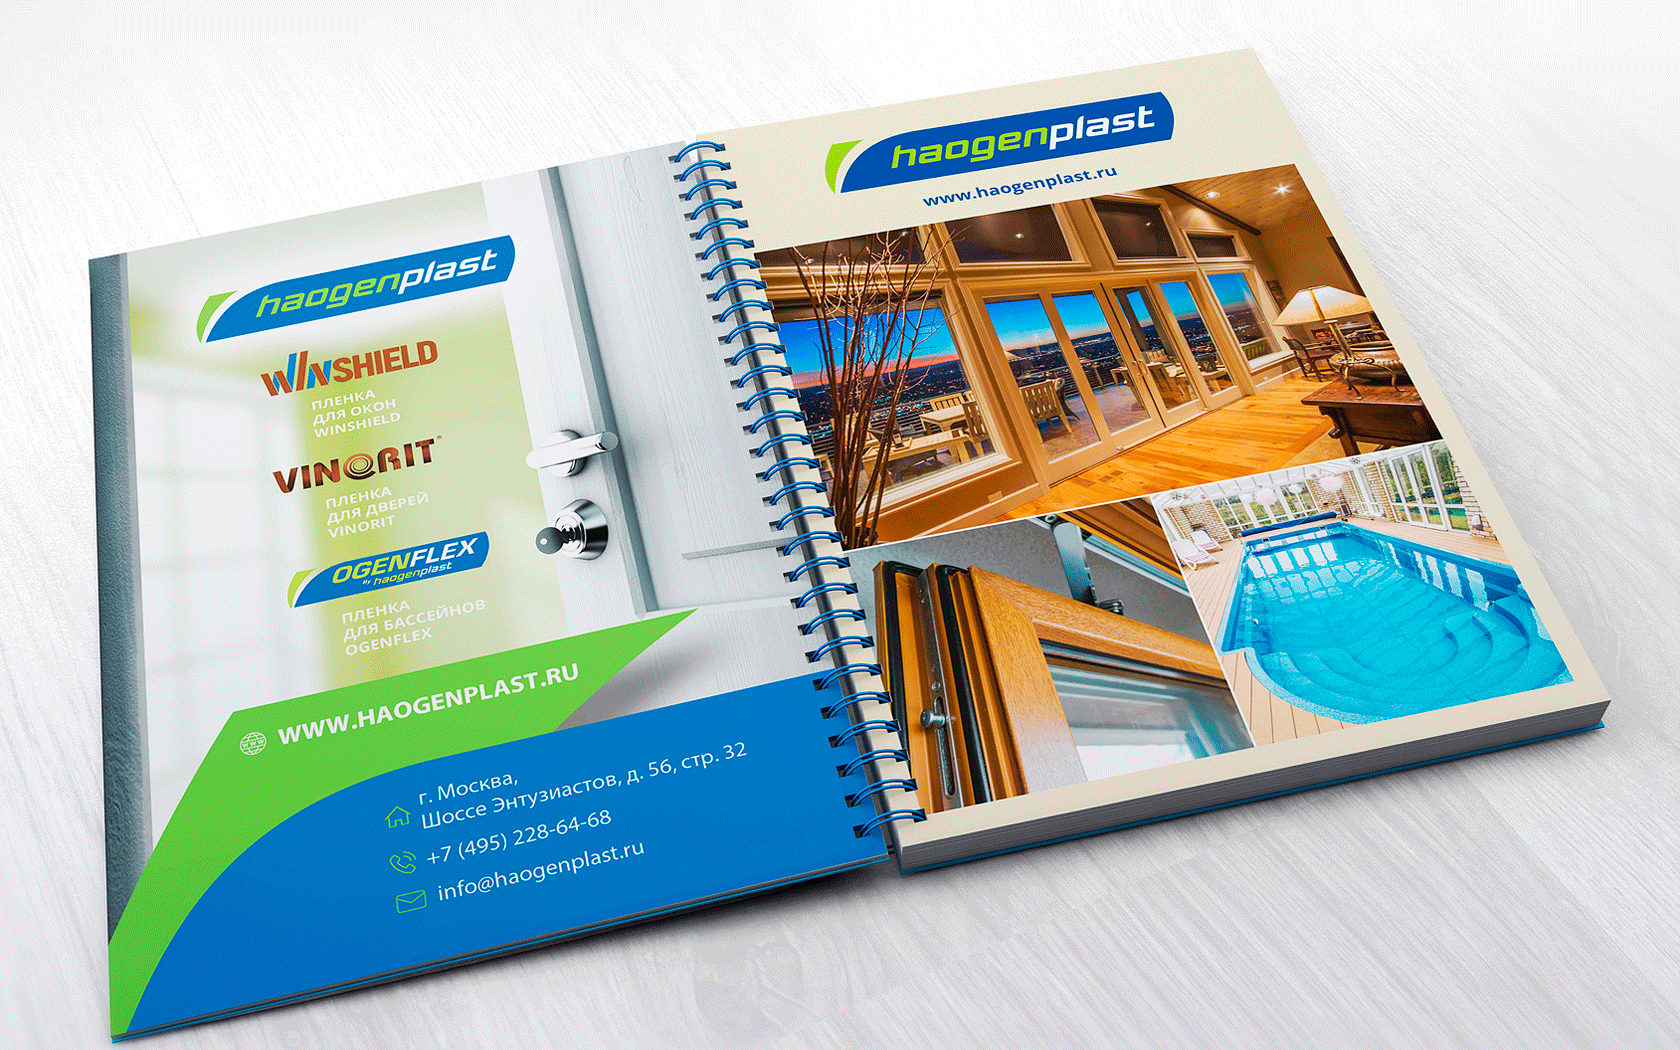 haogenplast
WINSHIELD
ПЛЕНКА
ДЛЯ ОКОН
WINSHIELD
VINORIT
ПЛЕНКА
ДЛЯ ДВЕРЕЙ
VINORIT
OGENFLEX
by haogenplast
ПЛЕНКА
ДЛЯ БАССЕЙНОВ
OGENFLEX
WWW
WWW.HAOGENPLAST.RU
г. Москва,
Шоссе Энтузиастов, д. 56, стр. 32
+7 (495) 228-64-68
info@haogenplast.ru
haogenplast
www.haogenplast.ru